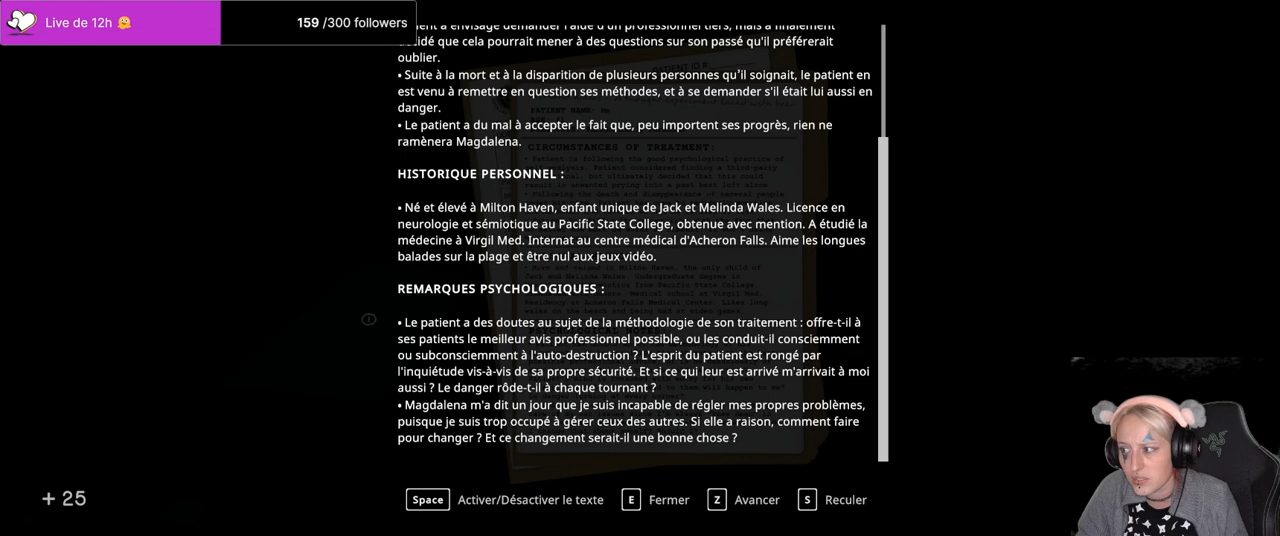 Live de 12h
159 /300 followers
a envisagé demander l'aide d'un professionnel tiers, mais a finalement
décidé que cela pourrait mener à des questions sur son passé qu'il préférerait
oublier.
• Suite à la mort et à la disparition de plusieurs personnes qu'il soignait, le patient en
est venu à remettre en question ses méthodes, et à se demander s'il était lui aussi en
danger.
• Le patient a du mal à accepter le fait que, peu importent ses progrès, rien ne
ramènera Magdalena.
CIRCUMSTANCES OF TREATMENT:
HISTORIQUE PERSONNEL :
• Né et élevé à Milton Haven, enfant unique de Jack et Melinda Wales. Licence en
neurologie et sémiotique au Pacific State College, obtenue avec mention. A étudié la
médecine à Virgil Med. Internat au centre médical d'Acheron Falls. Aime les longues
balades sur la plage et être nul aux jeux vidéo.
REMARQUES PSYCHOLOGIQUES :
• Le patient a des doutes au sujet de la méthodologie de son traitement : offre-t-il à
ses patients le meilleur avis professionnel possible, ou les conduit-il consciemment
ou subconsciemment à l'auto-destruction ? L'esprit du patient est rongé par
l'inquiétude vis-à-vis de sa propre sécurité. Et si ce qui leur est arrivé m'arrivait à moi
aussi ? Le danger rôde-t-il à chaque tournant ?
• Magdalena m'a dit un jour que je suis incapable de régler mes propres problèmes,
puisque je suis trop occupé à gérer ceux des autres. Si elle a raison, comment faire
pour changer ? Et ce changement serait-il une bonne chose ?
+ 25
Space Activer/Désactiver le texte E Fermer Z Avancer S Reculer